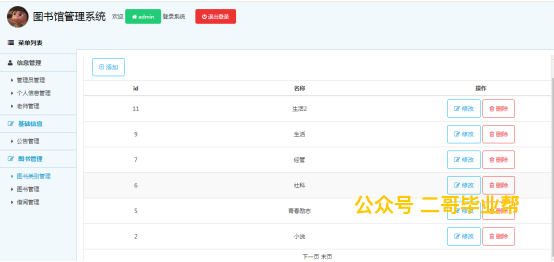 图书馆管理系统 欢迎 admin 登录系统 退出登录
菜单列表
信息管理
管理员管理
个人信息管理
老师管理
基础信息
公告管理
图书管理
图书类别管理
图书管理
借阅管理
添加
id 名称 操作
11 生活2 修改 删除
9 生活 修改 删除
7 经营 修改 删除
6 社科 修改 删除
5 青春励志 修改 删除
2 小说 修改 删除
公众号 二哥毕业帮
下一页 末页